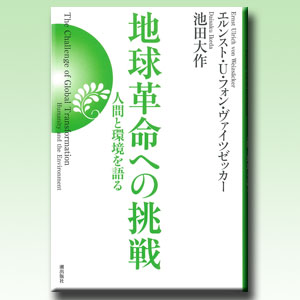 Ernst Ulrich von Weizsäcker
Daisaku Ikeda
エルンスト・U・フォン・ヴァイツゼッカー
池田大作
地球革命への挑戦
人間と環境を語る
The Challenge of Global Transformation
Humanity and the Environment
潮出版社